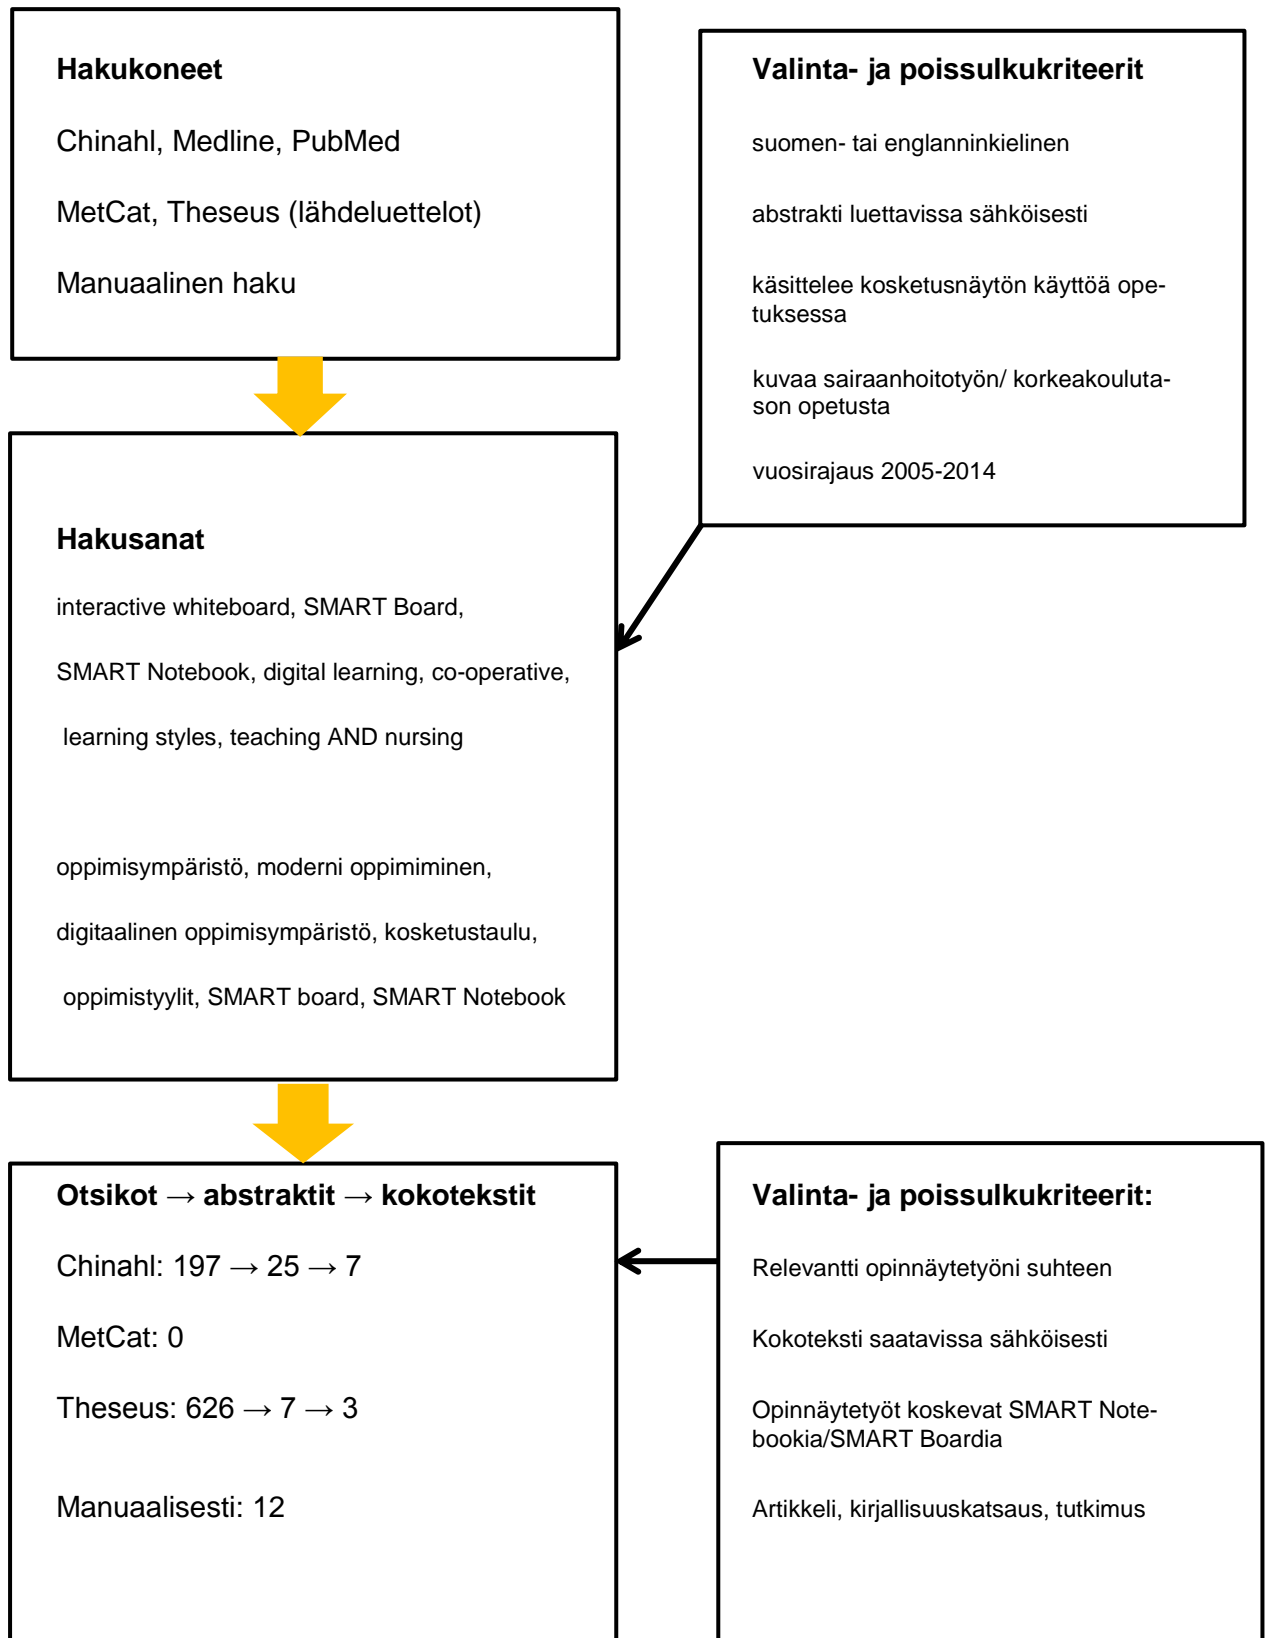 Hakukoneet
Chinahl, Medline, PubMed
MetCat, Theseus (lähdeluettelot)
Manuaalinen haku
Valinta- ja poissulkukriteerit
suomen- tai englanninkielinen
abstrakti luettavissa sähköisesti
käsittelee kosketusnäytön käyttöä ope-
tuksessa
kuvaa sairaanhoitotyön/ korkeakouluta-
son opetusta
vuosirajaus 2005-2014
Hakusanat
interactive whiteboard, SMART Board,
SMART Notebook, digital learning, co-operative,
learning styles, teaching AND nursing
oppimisympäristö, moderni oppimiminen,
digitaalinen oppimisympäristö, kosketustaulu,
oppimistyylit, SMART board, SMART Notebook
Otsikot → abstraktit → kokotekstit
Chinahl: 197 → 25 → 7
MetCat: 0
Theseus: 626 → 7 → 3
Manuaalisesti: 12
Valinta- ja poissulkukriteerit:
Relevantti opinnäytetyöni suhteen
Kokoteksti saatavissa sähköisesti
Opinnäytetyöt koskevat SMART Note-
bookia/SMART Boardia
Artikkeli, kirjallisuuskatsaus, tutkimus